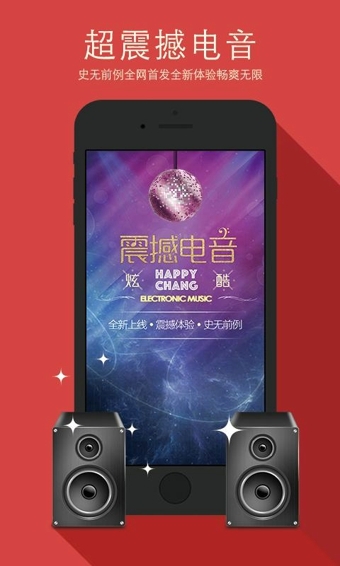 超震撼电音
史无前例全网首发全新体验畅爽无限
震撼电音
炫 HAPPY CHANG 酷
ELECTRONIC MUSIC
全新上线·震撼体验·史无前例